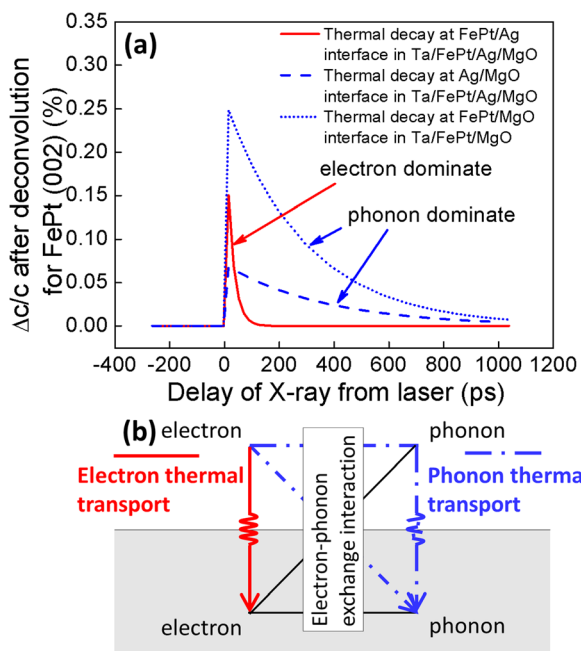 (a)
Thermal decay at FePt/Ag
interface in Ta/FePt/Ag/MgO
Thermal decay at Ag/MgO
interface in Ta/FePt/Ag/MgO
Thermal decay at FePt/MgO
interface in Ta/FePt/MgO
electron dominate
phonon dominate
0.35
0.30
0.25
0.20
0.15
0.10
0.05
0.00
Δc/c after deconvolution
for FePt (002) (%)
-400 -200 0 200 400 600 800 1000 1200
Delay of X-ray from laser (ps)
(b)
electron
phonon
Electron thermal
transport
Electron-phonon
exchange interaction
Phonon thermal
transport
electron
phonon